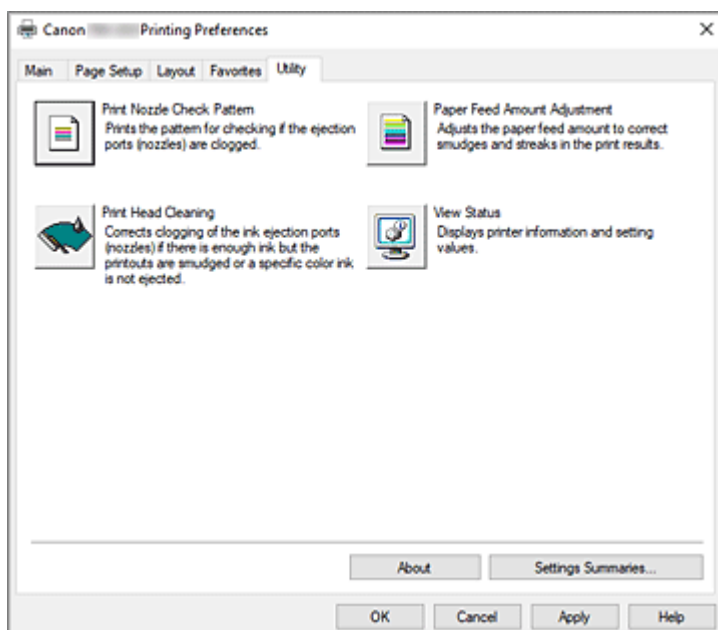 Canon Printing Preferences
Main Page Setup Layout Favorites Utility
Print Nozzle Check Pattern
Prints the pattern for checking if the ejection
ports (nozzles) are clogged.
Paper Feed Amount Adjustment
Adjusts the paper feed amount to correct
smudges and streaks in the print results.
Print Head Cleaning
Corrects clogging of the ink ejection ports
(nozzles) if there is enough ink but the
printouts are smudged or a specific color ink
is not ejected.
View Status
Displays printer information and setting
values.
About Settings Summaries...
OK Cancel Apply Help